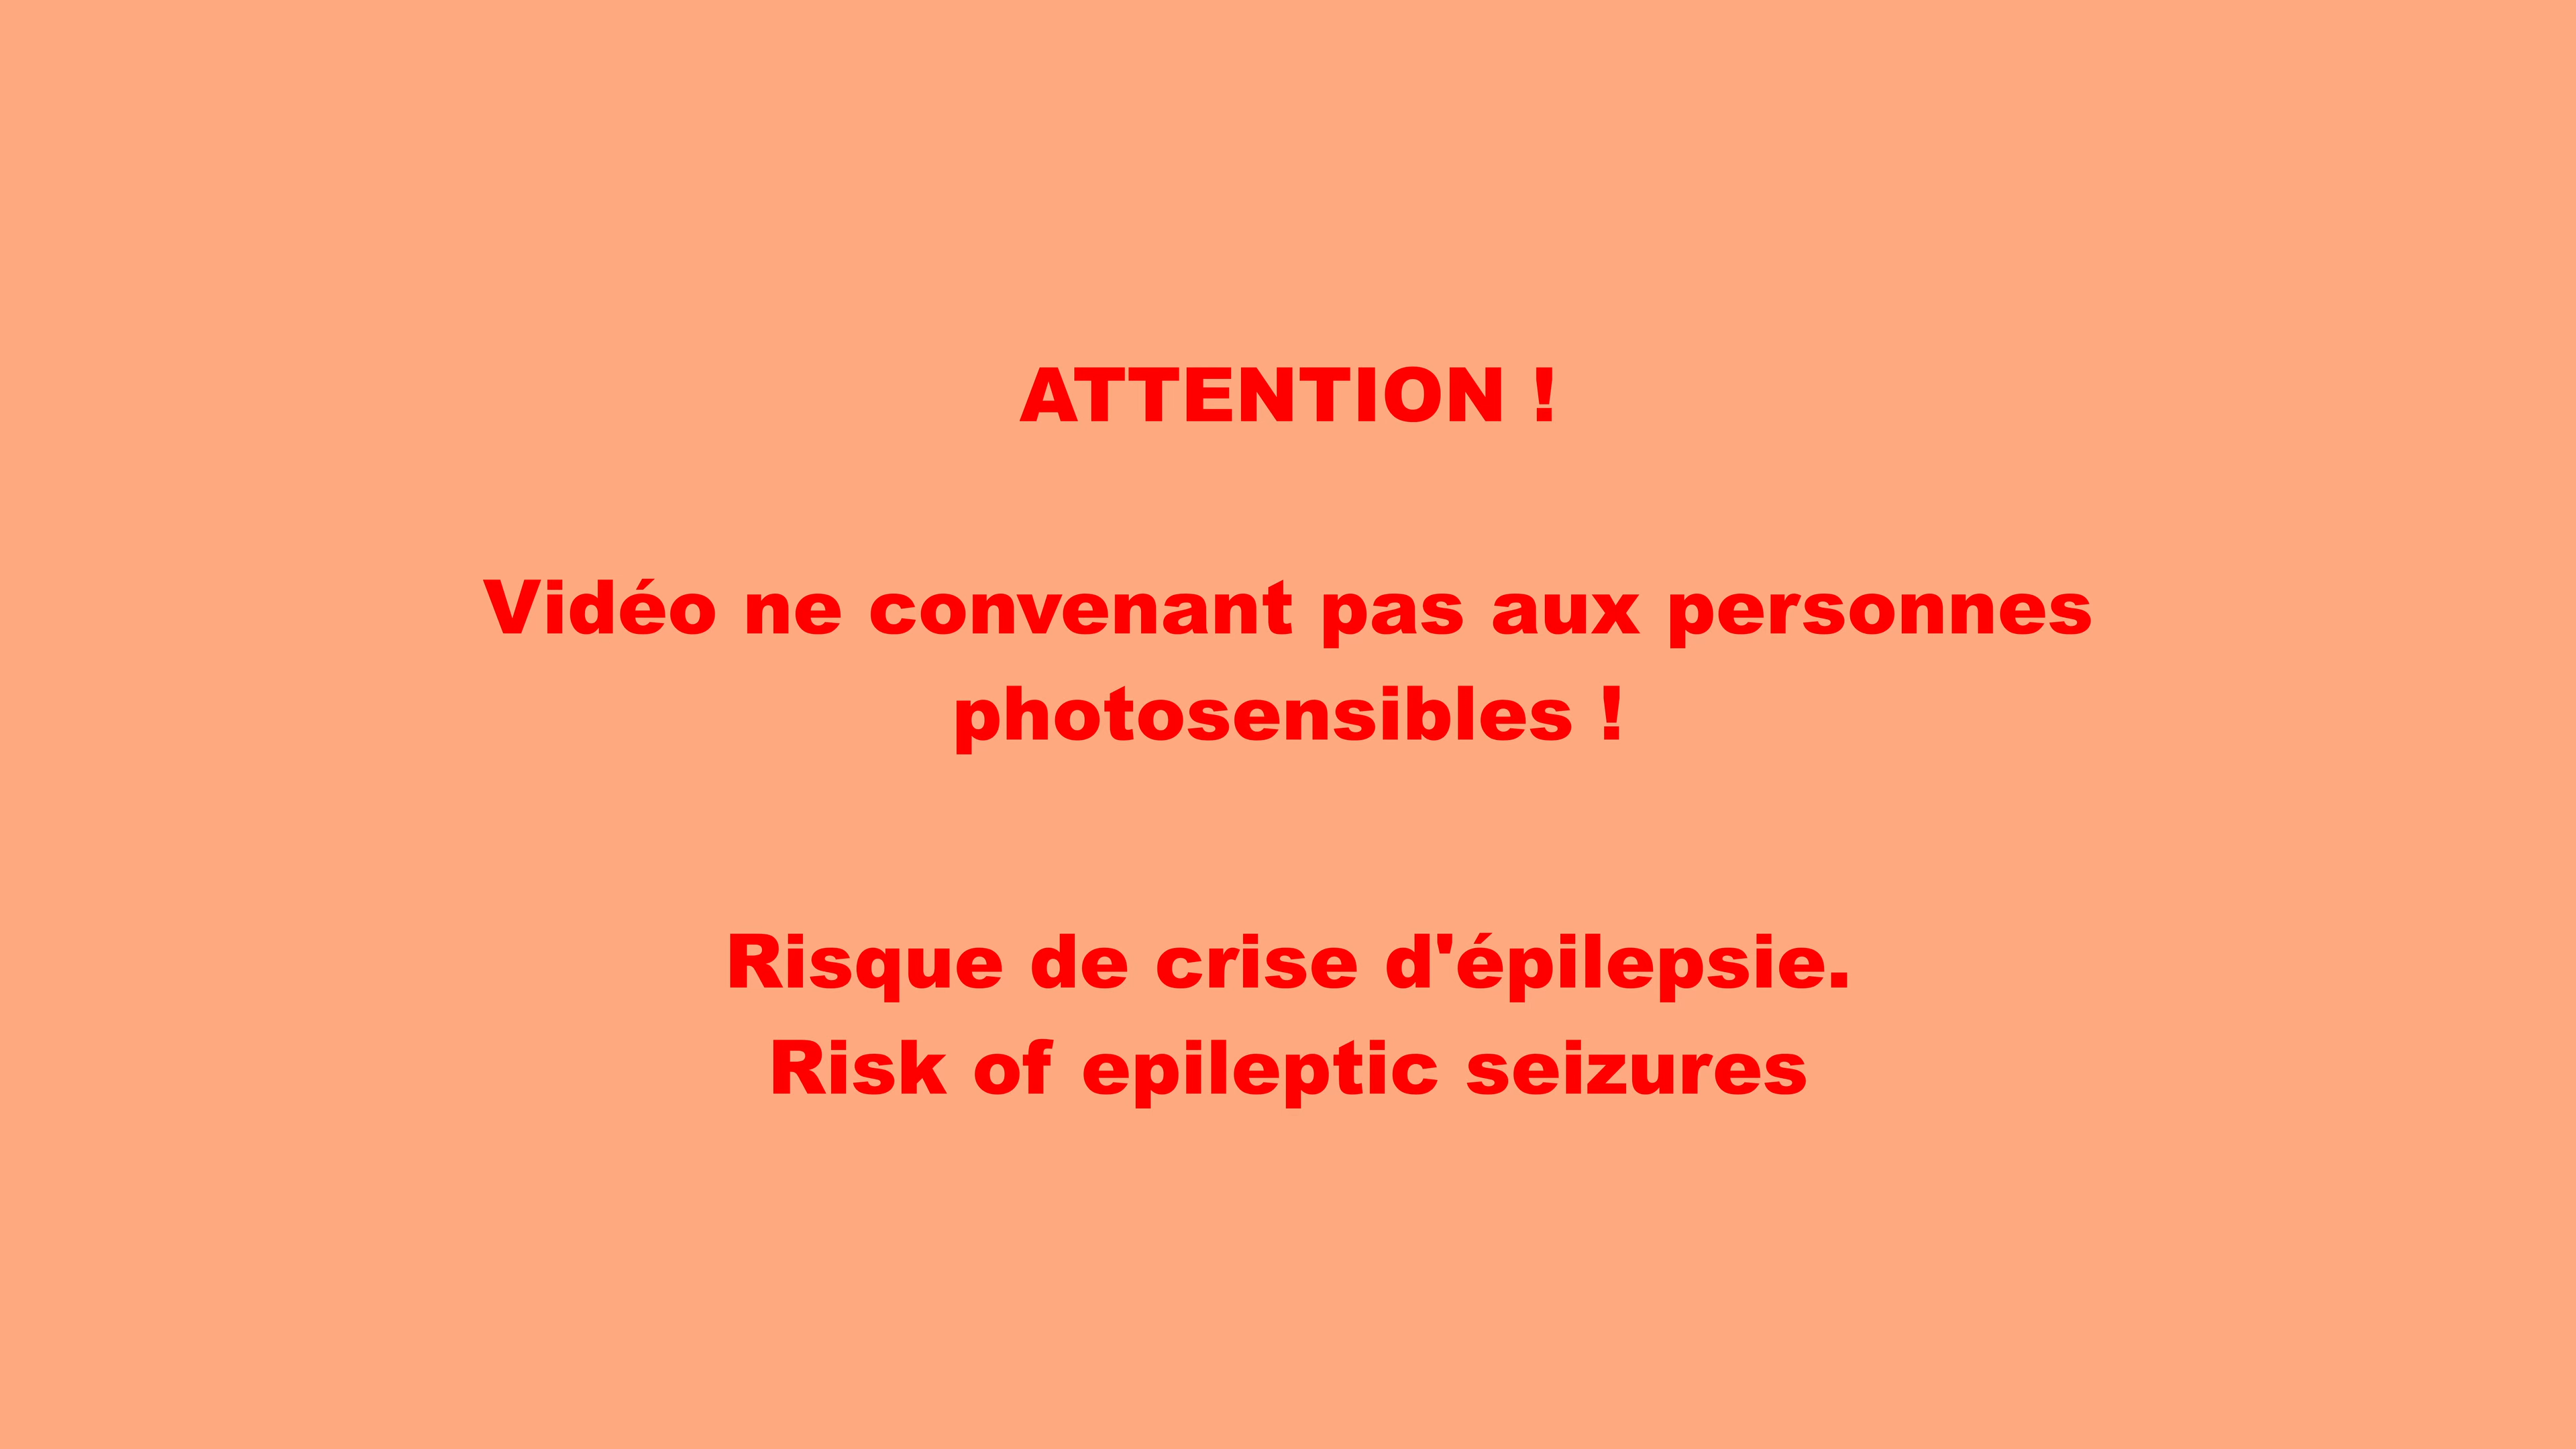 ATTENTION !
Vidéo ne convenant pas aux personnes
photosensibles !
Risque de crise d'épilepsie.
Risk of epileptic seizures